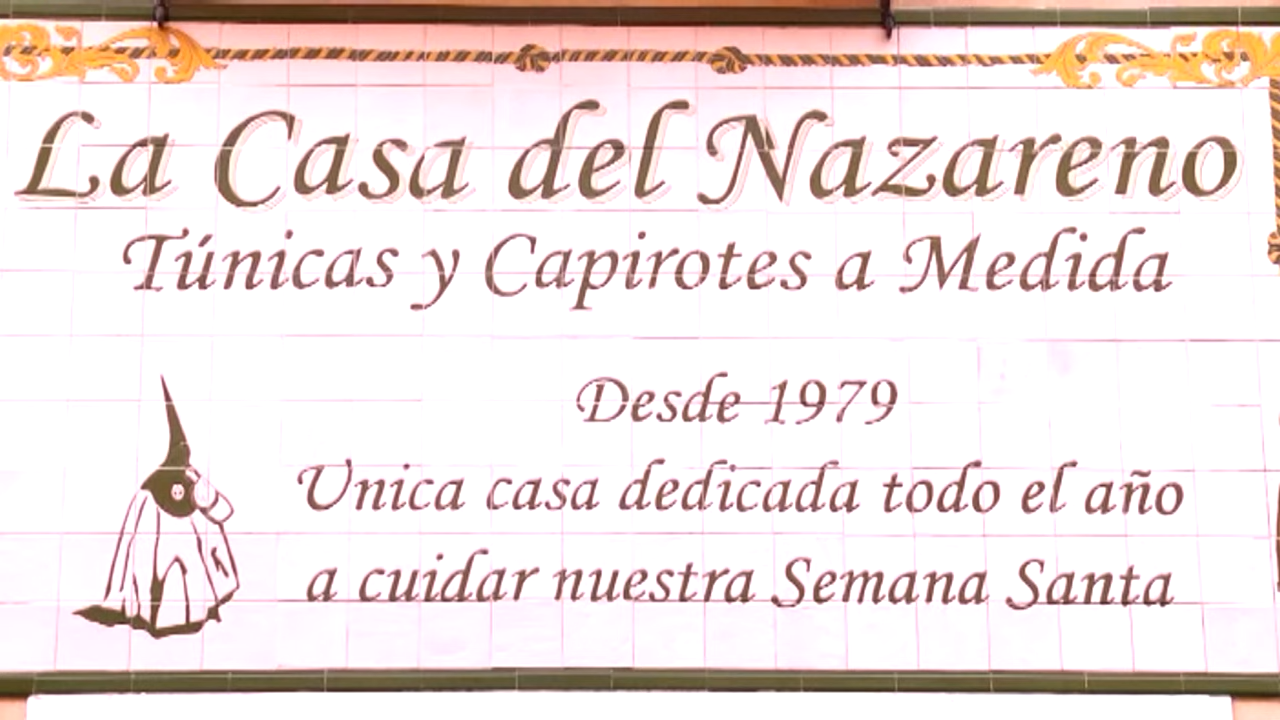 La Casa del Nazareno
Túnicas y Capirotes a Medida
Desde 1979
Unica casa dedicada todo el año
a cuidar nuestra Semana Santa